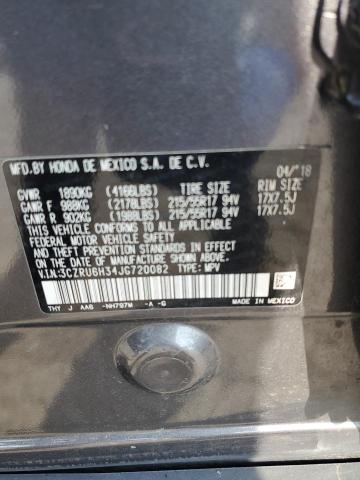 MFD.BY HONDA DE MEXICO S.A. DE C.V. 04/'18
GVWR 1890KG (4166LBS) TIRE SIZE RIM SIZE
GAWR F 988KG (2178LBS) 215/55R17 94V 17X7.5J
GAWR R 902KG (1988LBS) 215/55R17 94V 17X7.5J
THIS VEHICLE CONFORMS TO ALL APPLICABLE
FEDERAL MOTOR VEHICLE SAFETY, BUMPER, AND
THEFT PREVENTION STANDARDS IN EFFECT ON
THE DATE OF MANUFACTURE SHOWN ABOVE.
V.I.N:3CZRU6H34JG720082 TYPE: MPV
THY J AA6 -NH797M -A -G MADE IN MEXICO